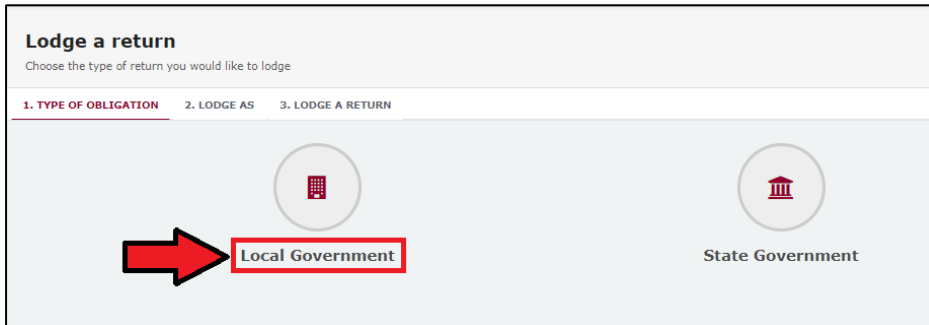 Lodge a return
Choose the type of return you would like to lodge
1. TYPE OF OBLIGATION 2. LODGE AS 3. LODGE A RETURN
Local Government State Government